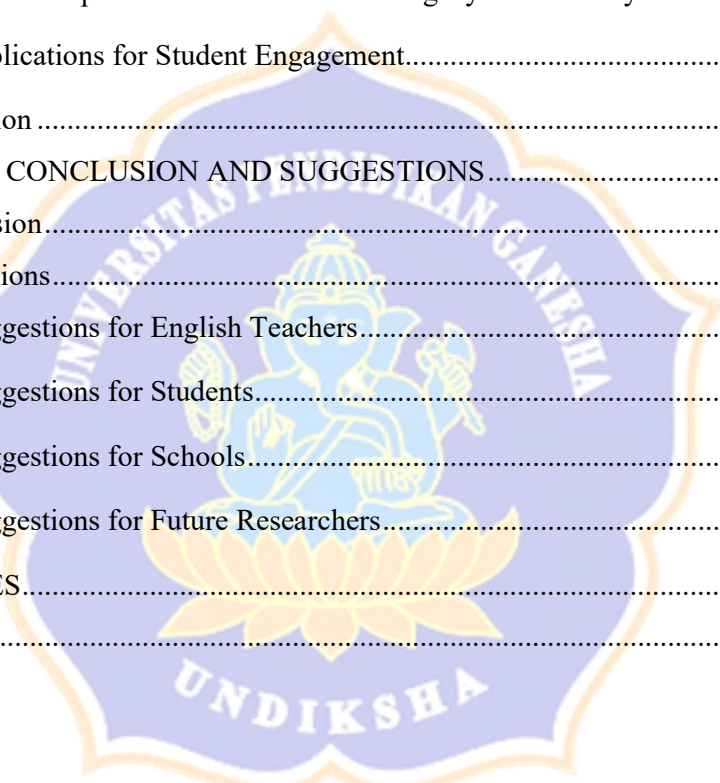 plications for Student Engagement
ion
CONCLUSION AND SUGGESTIONS
sion
ions
ggestions for English Teachers
ggestions for Students
ggestions for Schools
ggestions for Future Researchers
ES
UNIVERSITAS PENDIDIKAN GANESHA
UNDIKSHA